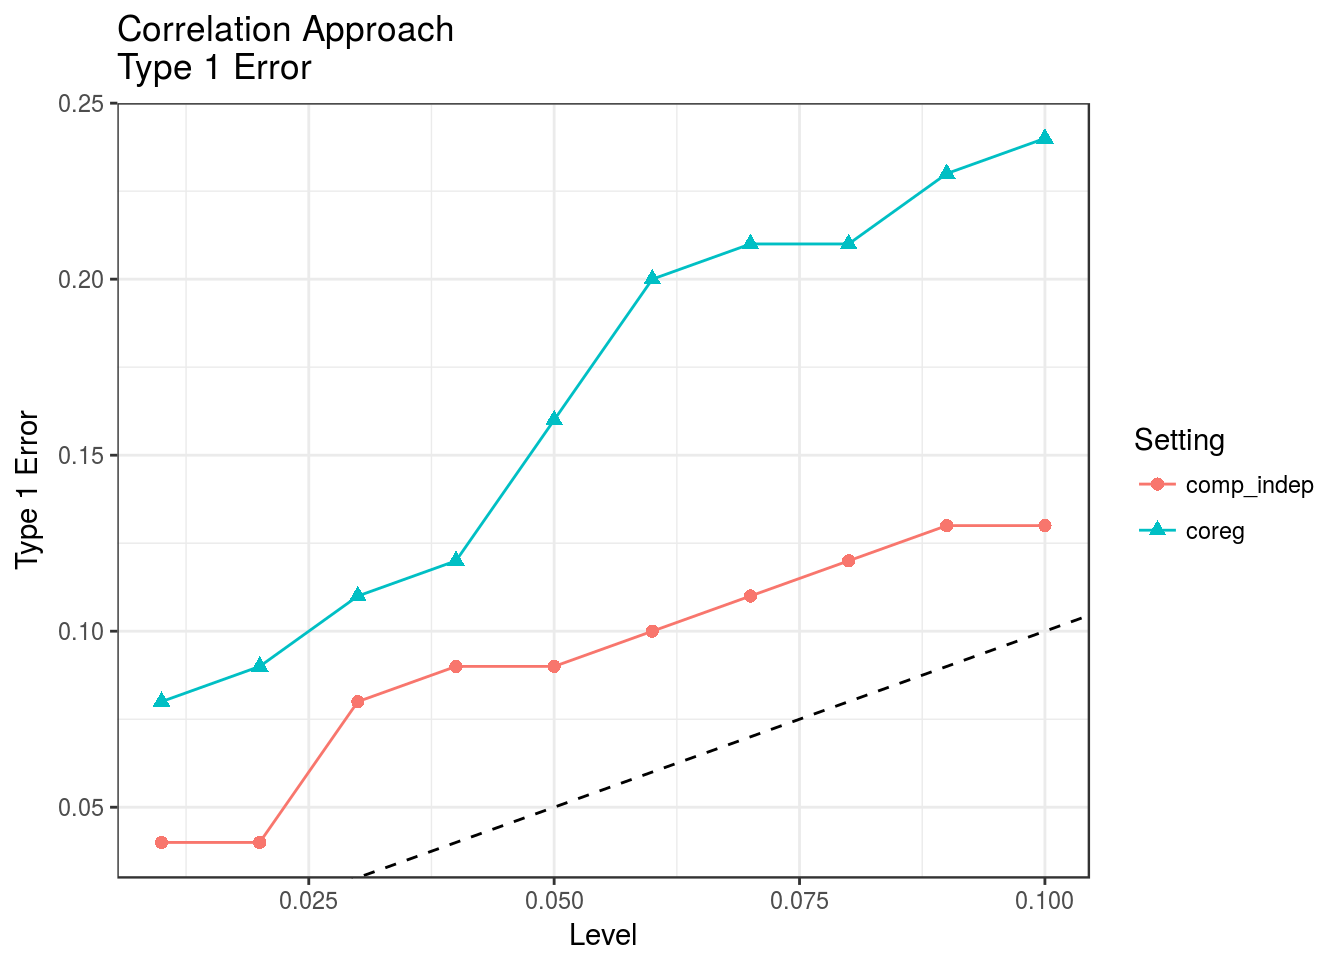 Correlation Approach
Type 1 Error
0.25
0.20
0.15
0.10
0.05
Type 1 Error
0.025
0.050
0.075
0.100
Level
Setting
comp_indep
coreg